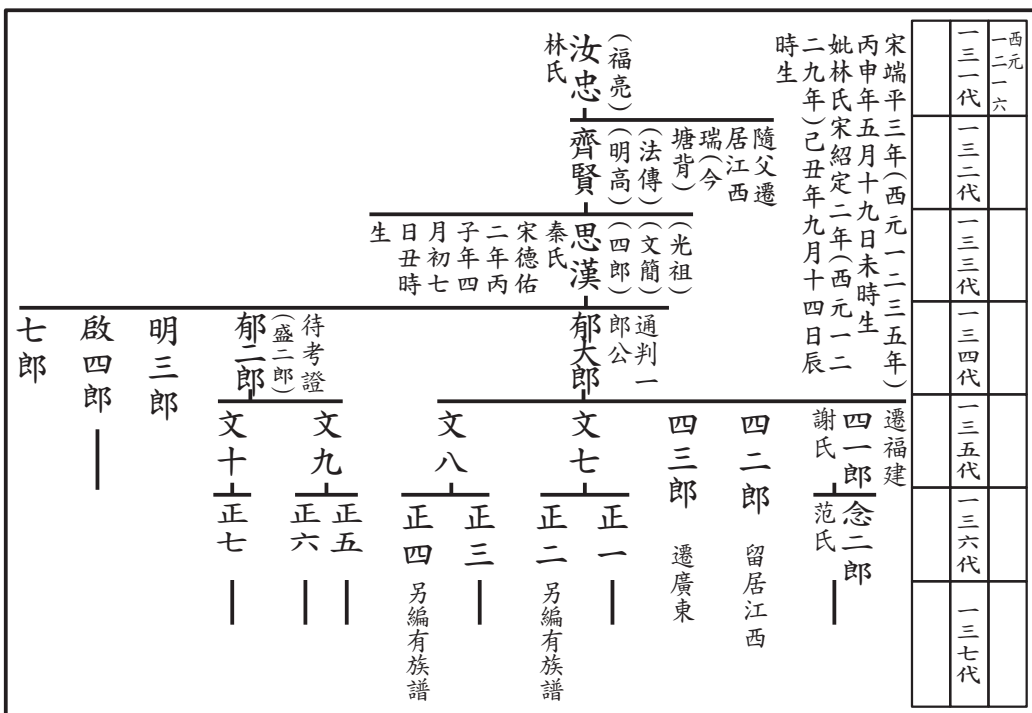 西元
一二一六
一三一代
一三二代
一三三代
一三四代
一三五代
一三六代
一三七代
宋端平三年(西元一二三五年)
丙申年五月十九日未時生
妣林氏宋紹定二年(西元一二
二九年)己丑年九月十四日辰
時生
(福亮)
汝忠
林氏
隨父遷
居江西
瑞(今
塘背)
(法傳)
(明高)
齊賢
(光祖)
(文簡)
(四郎)
思漢
秦氏
宋德佑
二年丙
子年四
月初七
日丑時
生
通判一
郎公
郁大郎
待考證
(盛二郎)
郁二郎
明三郎
啟四郎
七郎
遷福建
四一郎
謝氏
四二郎
留居江西
四三郎
遷廣東
文七
文八
文九
文十
念二郎
范氏
正一
正二
另編有族譜
正三
正四
另編有族譜
正五
正六
正七